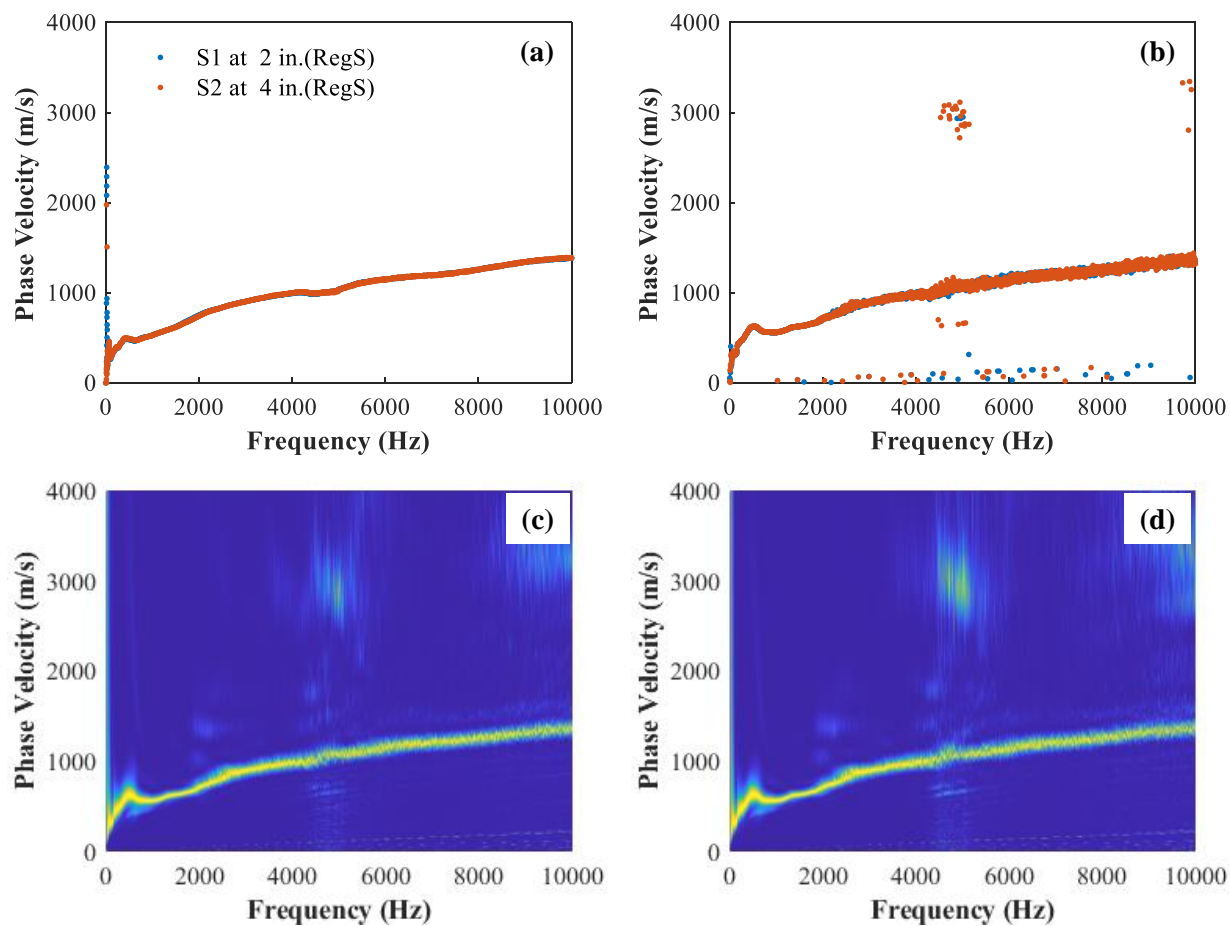 4000
3000
2000
1000
0
Phase Velocity (m/s)
(a)
S1 at 2 in.(RegS)
S2 at 4 in.(RegS)
0 2000 4000 6000 8000 10000
Frequency (Hz)
4000
3000
2000
1000
0
Phase Velocity (m/s)
(b)
0 2000 4000 6000 8000 10000
Frequency (Hz)
4000
3000
2000
1000
0
Phase Velocity (m/s)
(c)
0 2000 4000 6000 8000 10000
Frequency (Hz)
4000
3000
2000
1000
0
Phase Velocity (m/s)
(d)
0 2000 4000 6000 8000 10000
Frequency (Hz)